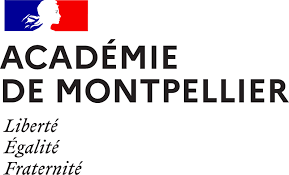 ACADÉMIE
DE MONTPELLIER
Liberté
Égalité
Fraternité